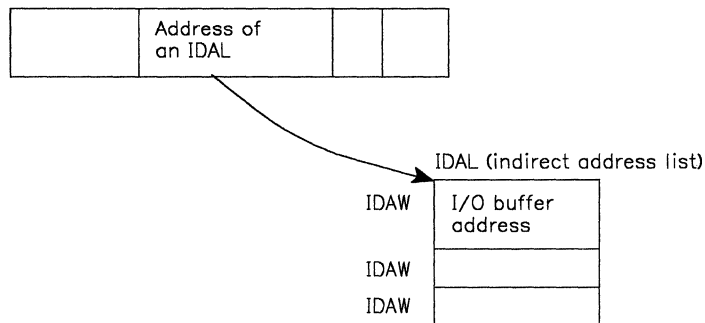 Address of
an IDAL
IDAL (indirect address list)
IDAW
I/O buffer
address
IDAW
IDAW